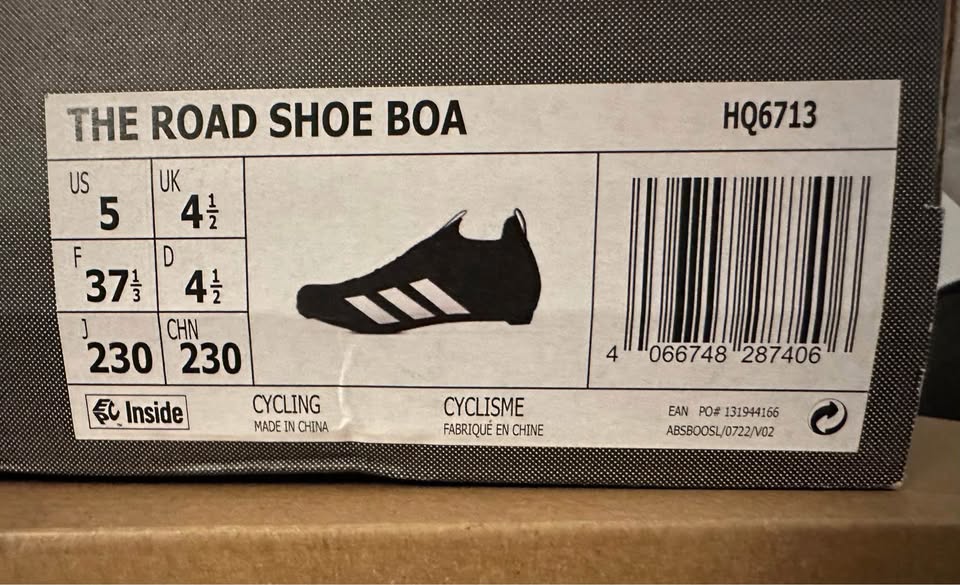 THE ROAD SHOE BOA
HQ6713
US 5
UK 4½
F 37⅓
D 4½
J 230
CHN 230
4 066748 287406
Inside
CYCLING
MADE IN CHINA
CYCLISME
FABRIQUÉ EN CHINE
EAN PO# 131944166
ABSBOOSL/0722/V02